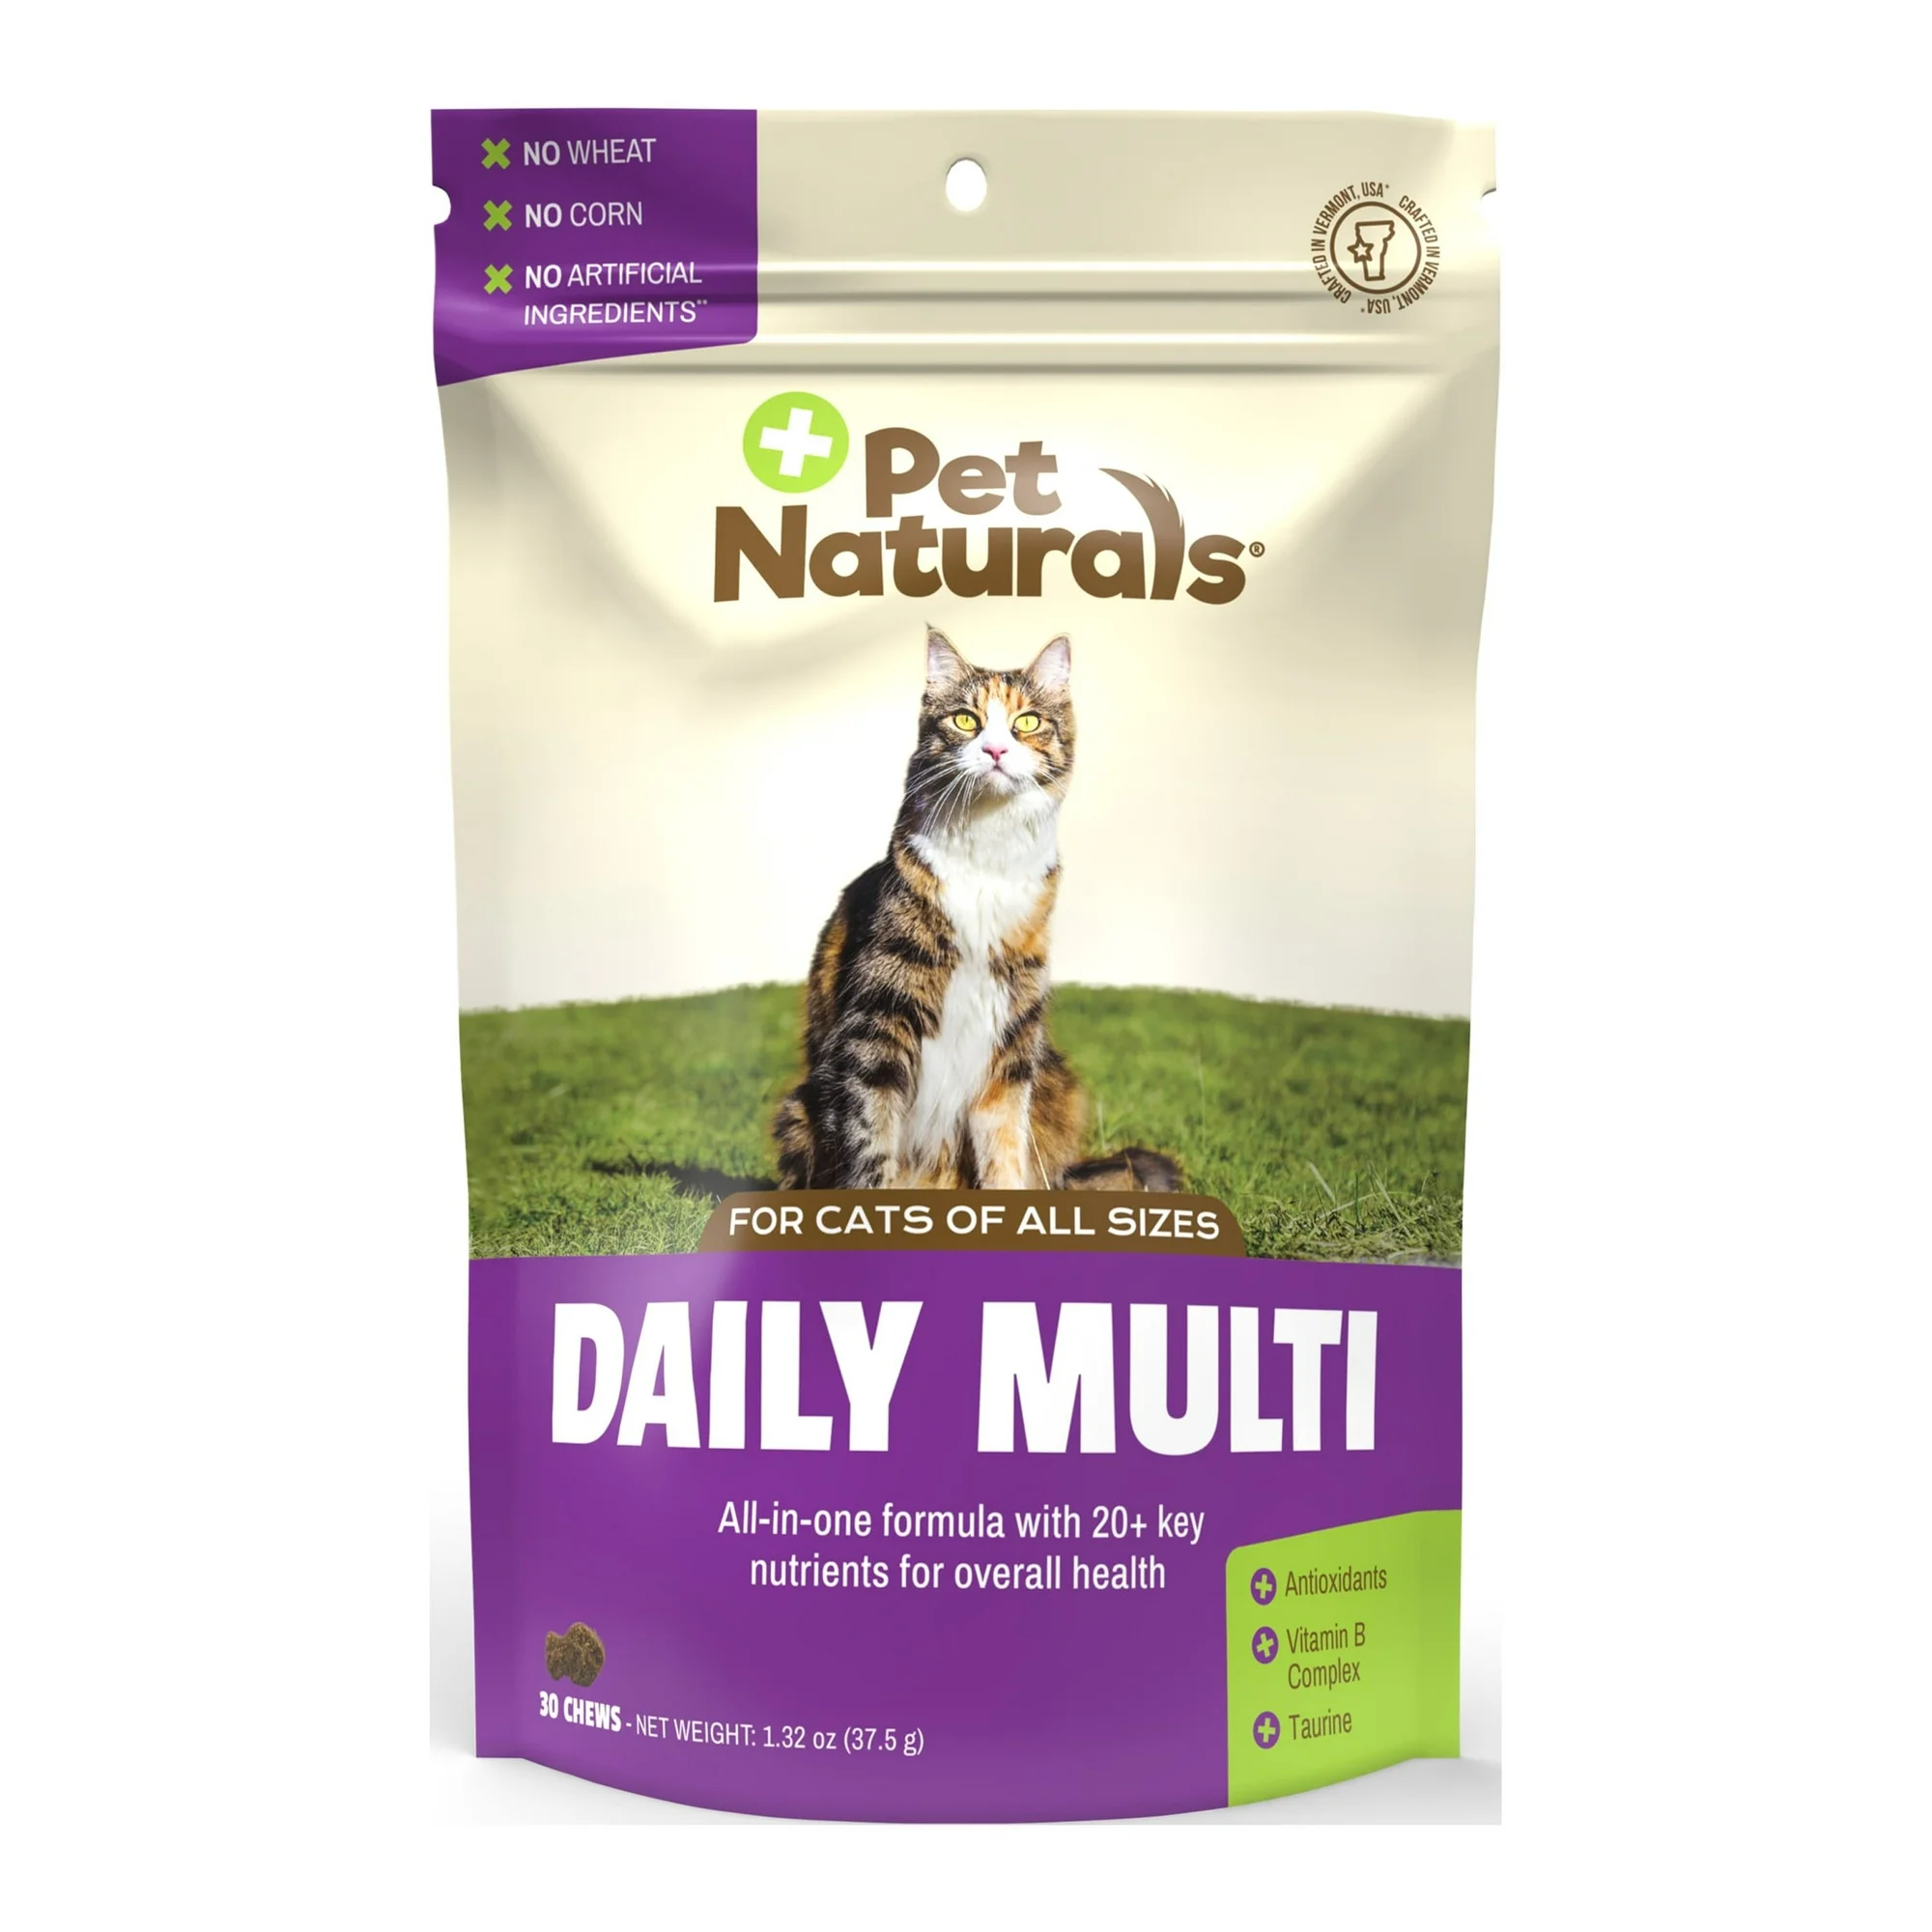 NO WHEAT
NO CORN
NO ARTIFICIAL
INGREDIENTS**
CRAFTED IN VERMONT, USA* CRAFTED IN VERMONT, USA*
Pet
Naturals®
FOR CATS OF ALL SIZES
DAILY MULTI
All-in-one formula with 20+ key
nutrients for overall health
Antioxidants
Vitamin B
Complex
Taurine
30 CHEWS - NET WEIGHT: 1.32 oz (37.5 g)